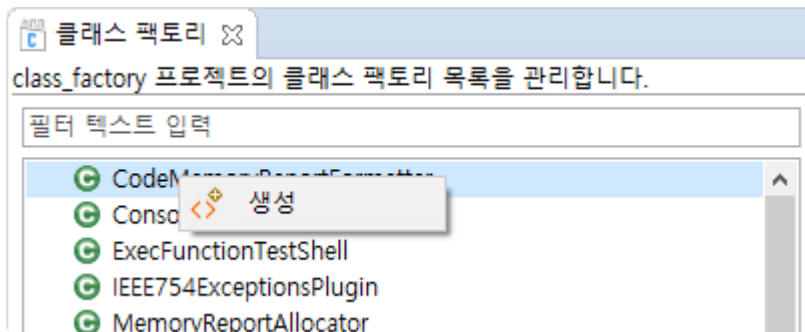 클래스 팩토리
class_factory 프로젝트의 클래스 팩토리 목록을 관리합니다.
필터 텍스트 입력
CodeMemoryReportFormatter
생성
ExecFunctionTestShell
IEEE754ExceptionsPlugin
MemoryReportAllocator